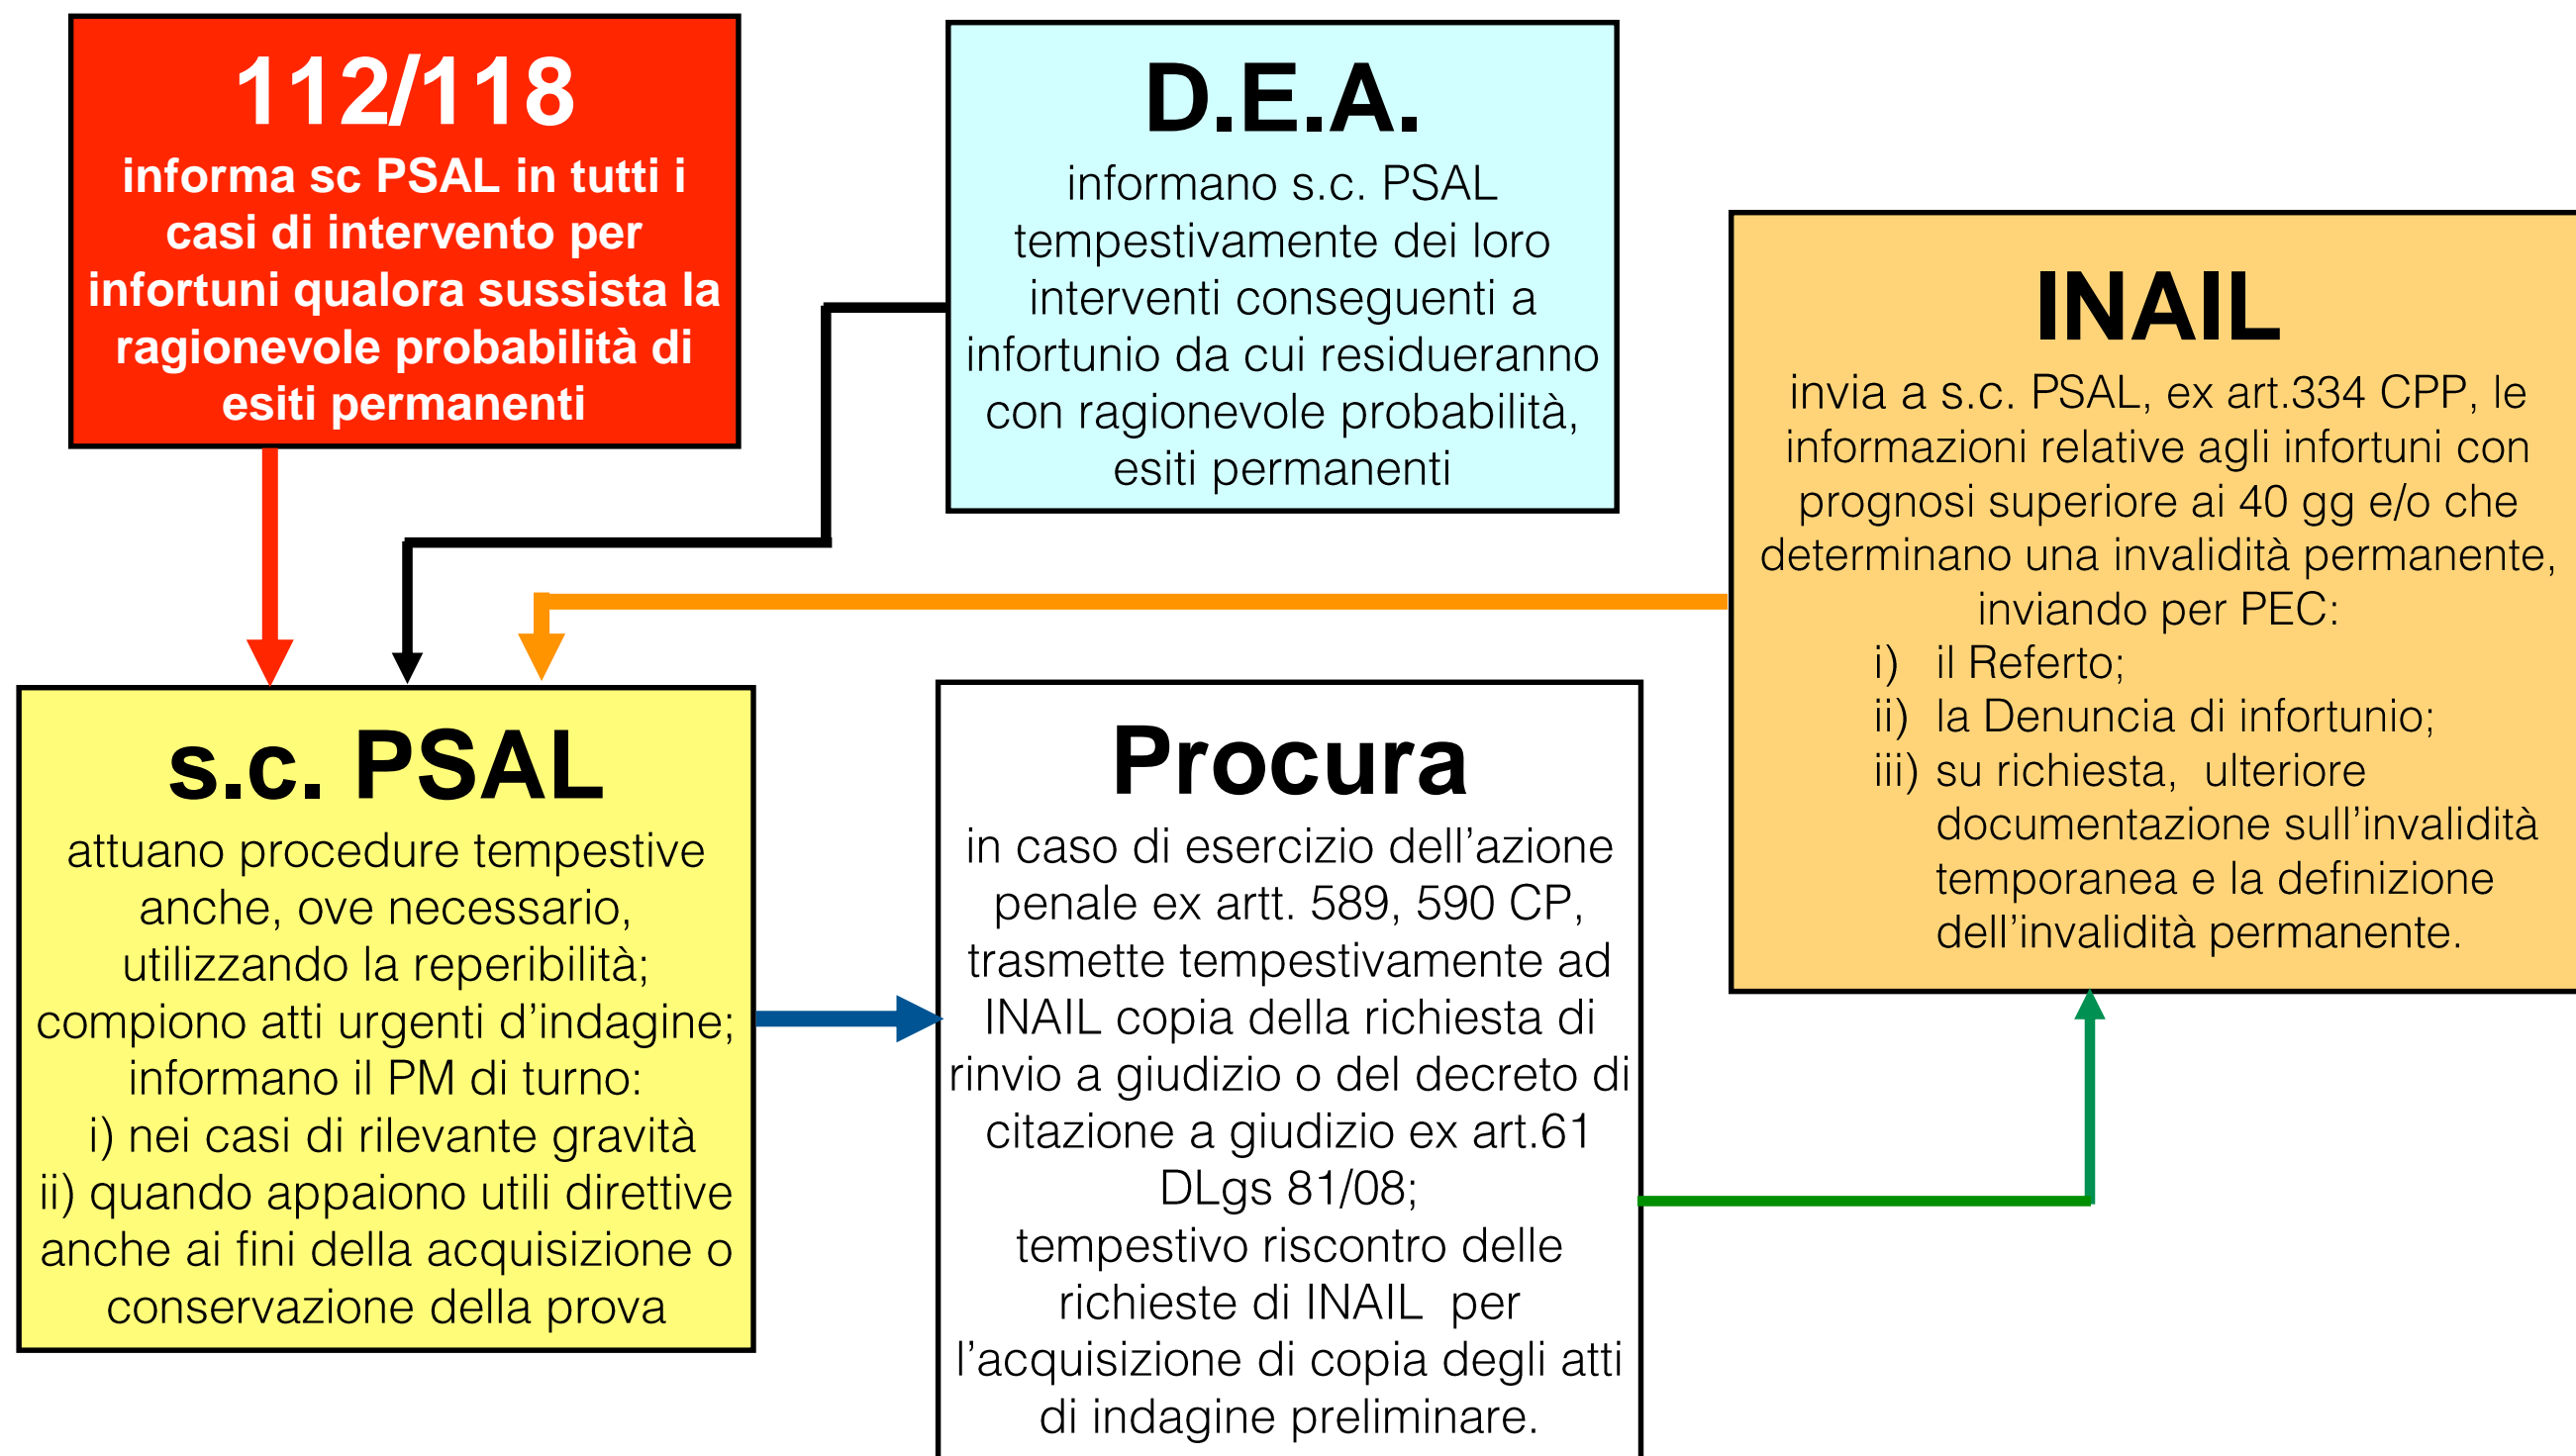 112/118
informa sc PSAL in tutti i
casi di intervento per
infortuni qualora sussista la
ragionevole probabilità di
esiti permanenti
D.E.A.
informano s.c. PSAL
tempestivamente dei loro
interventi conseguenti a
infortunio da cui residueranno
con ragionevole probabilità,
esiti permanenti
INAIL
invia a s.c. PSAL, ex art.334 CPP, le
informazioni relative agli infortuni con
prognosi superiore ai 40 gg e/o che
determinano una invalidità permanente,
inviando per PEC:
i) il Referto;
ii) la Denuncia di infortunio;
iii) su richiesta, ulteriore
documentazione sull’invalidità
temporanea e la definizione
dell’invalidità permanente.
s.c. PSAL
attuano procedure tempestive
anche, ove necessario,
utilizzando la reperibilità;
compiono atti urgenti d’indagine;
informano il PM di turno:
i) nei casi di rilevante gravità
ii) quando appaiono utili direttive
anche ai fini della acquisizione o
conservazione della prova
Procura
in caso di esercizio dell’azione
penale ex artt. 589, 590 CP,
trasmette tempestivamente ad
INAIL copia della richiesta di
rinvio a giudizio o del decreto di
citazione a giudizio ex art.61
DLgs 81/08;
tempestivo riscontro delle
richieste di INAIL per
l’acquisizione di copia degli atti
di indagine preliminare.